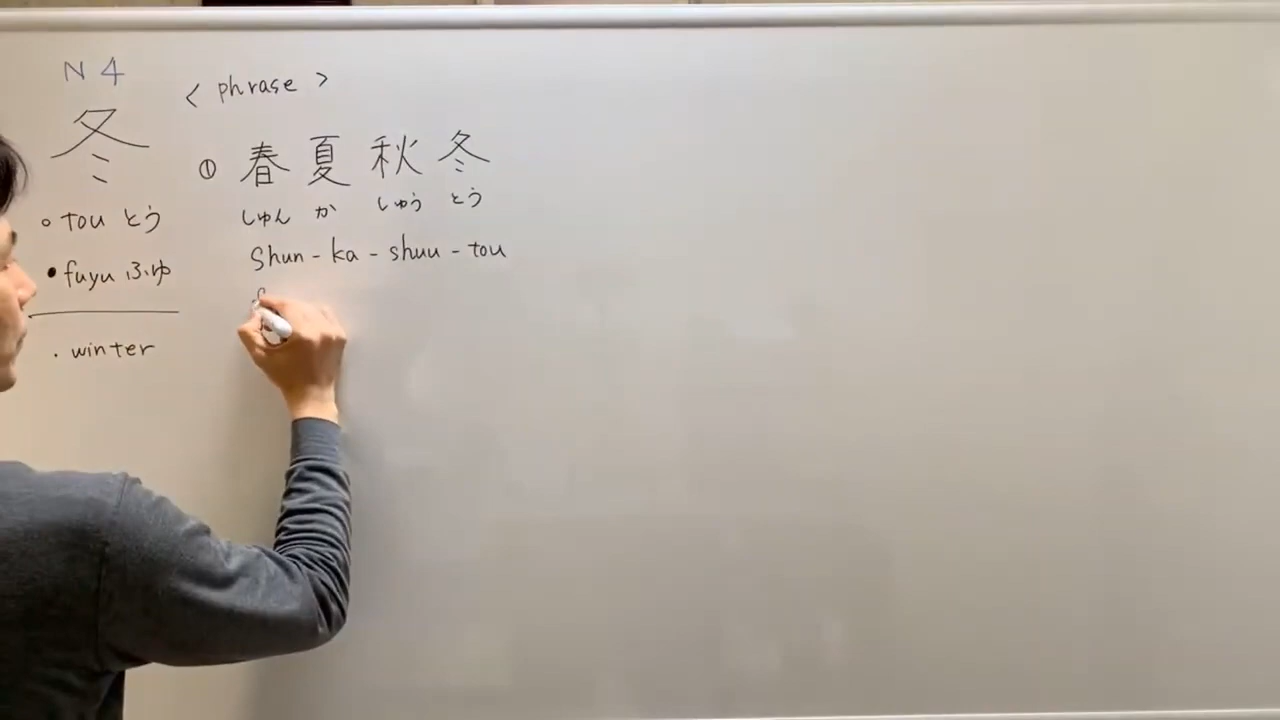 N4
冬
○ tou とう
● fuyu ふゆ
・ winter
< phrase >
① 春夏秋冬
しゅん か しゅう とう
Shun - ka - shuu - tou